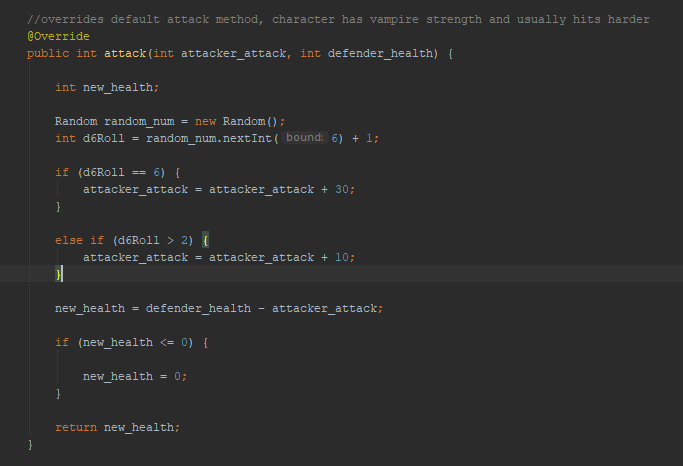 //overrides default attack method, character has vampire strength and usually hits harder
@Override
public int attack(int attacker_attack, int defender_health) {
int new_health;
Random random_num = new Random();
int d6Roll = random_num.nextInt( bound: 6) + 1;
if (d6Roll == 6) {
attacker_attack = attacker_attack + 30;
}
else if (d6Roll > 2) {
attacker_attack = attacker_attack + 10;
}
new_health = defender_health - attacker_attack;
if (new_health <= 0) {
new_health = 0;
}
return new_health;
}